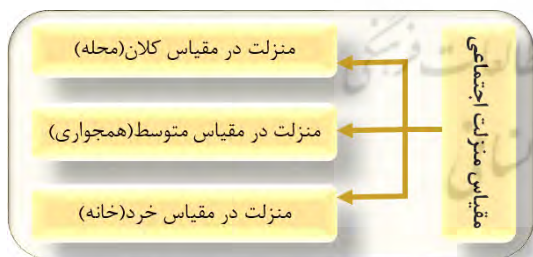 مقیاس منزلت اجتماعی
منزلت در مقیاس کلان(محله)
منزلت در مقیاس متوسط(همجواری)
منزلت در مقیاس خرد(خانه)